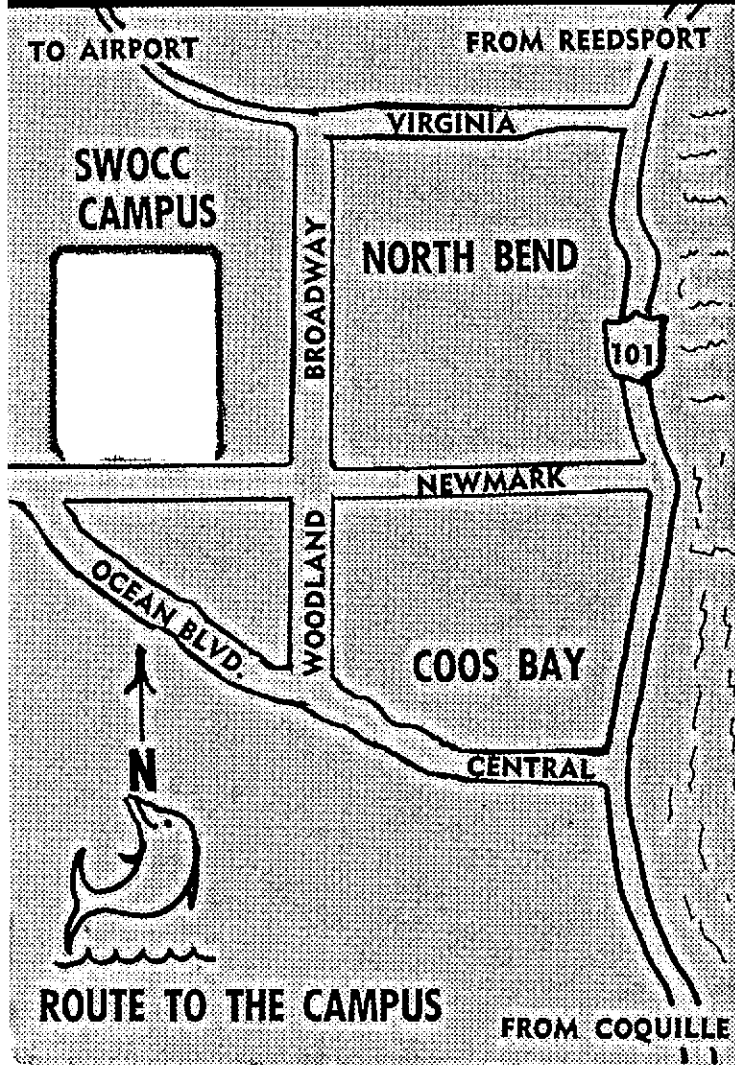 TO AIRPORT
FROM REEDSPORT
VIRGINIA
SWOCC
CAMPUS
BROADWAY
NORTH BEND
101
NEWMARK
WOODLAND
OCEAN BLVD.
COOS BAY
CENTRAL
N
ROUTE TO THE CAMPUS
FROM COQUILLE